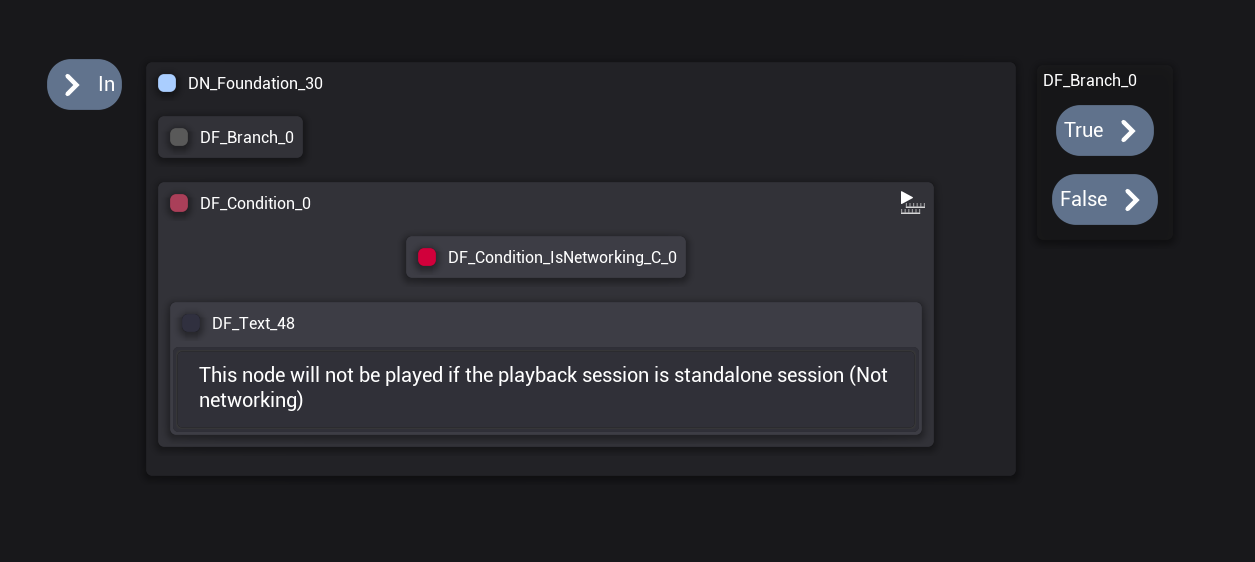 In
DN_Foundation_30
DF_Branch_0
DF_Condition_0
DF_Condition_IsNetworking_C_0
DF_Text_48
This node will not be played if the playback session is standalone session (Not
networking)
DF_Branch_0
True
False